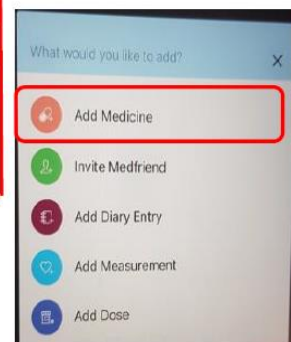 What would you like to add?
X
Add Medicine
Invite Medfriend
Add Diary Entry
Add Measurement
Add Dose